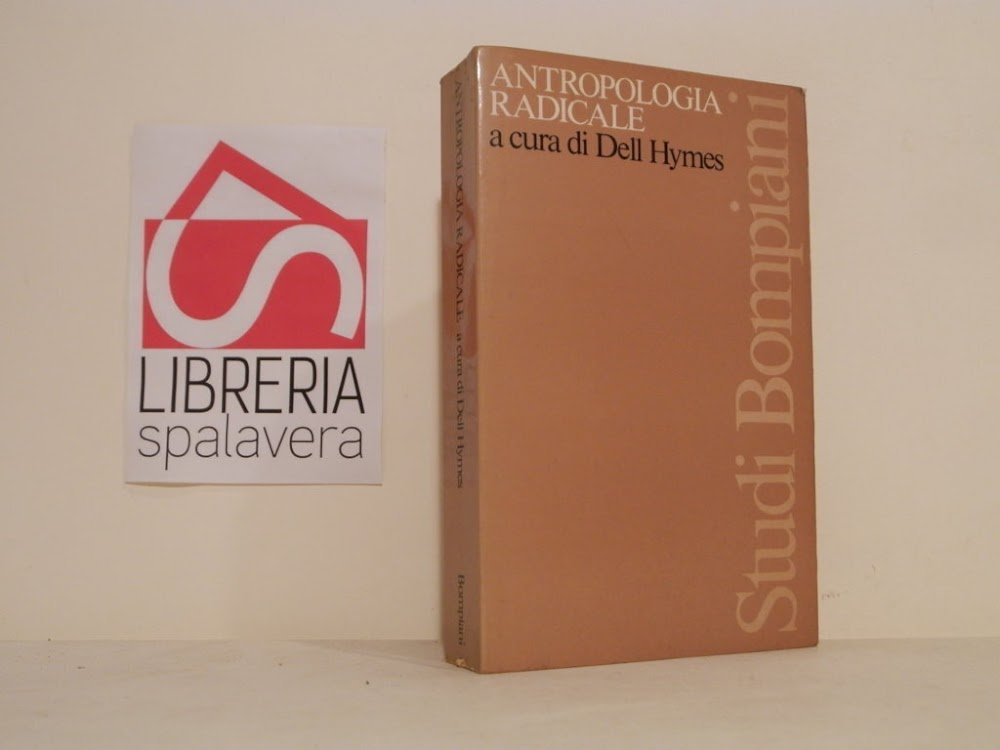 LIBRERIA
spalavera
ANTROPOLOGIA RADICALE a cura di Dell Hymes
Bompiani
ANTROPOLOGIA
RADICALE
a cura di Dell Hymes
Studi Bompiani